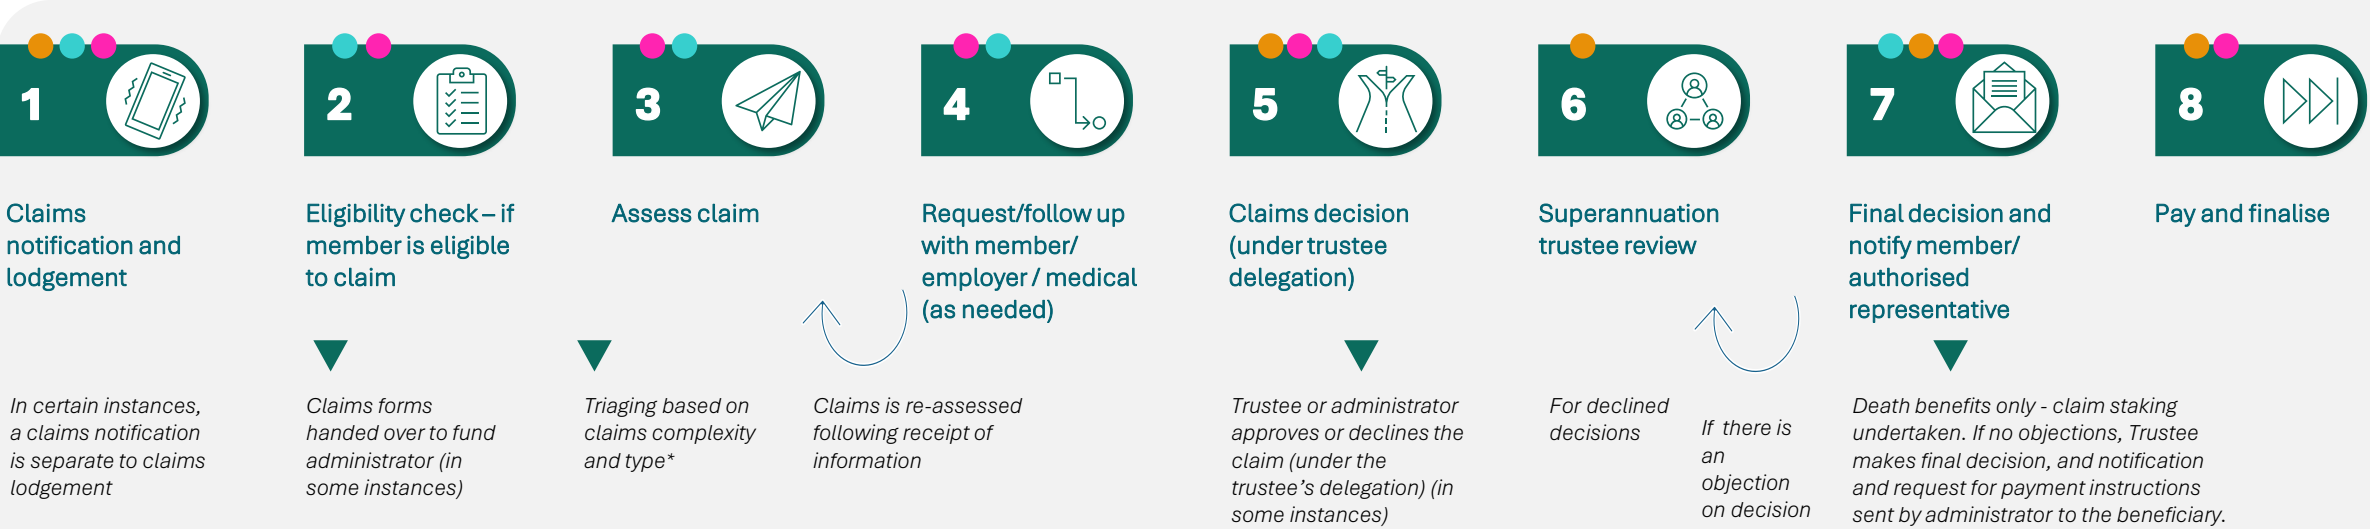 1
2
3
4
5
6
7
8
Claims
notification and
lodgement
Eligibility check – if
member is eligible
to claim
Assess claim
Request/follow up
with member/
employer / medical
(as needed)
Claims decision
(under trustee
delegation)
Superannuation
trustee review
Final decision and
notify member/
authorised
representative
Pay and finalise
In certain instances,
a claims notification
is separate to claims
lodgement
Claims forms
handed over to fund
administrator (in
some instances)
Triaging based on
claims complexity
and type*
Claims is re-assessed
following receipt of
information
Trustee or administrator
approves or declines the
claim (under the
trustee's delegation) (in
some instances)
For declined
decisions
If there is
an
objection
on decision
Death benefits only - claim staking
undertaken. If no objections, Trustee
makes final decision, and notification
and request for payment instructions
sent by administrator to the beneficiary.